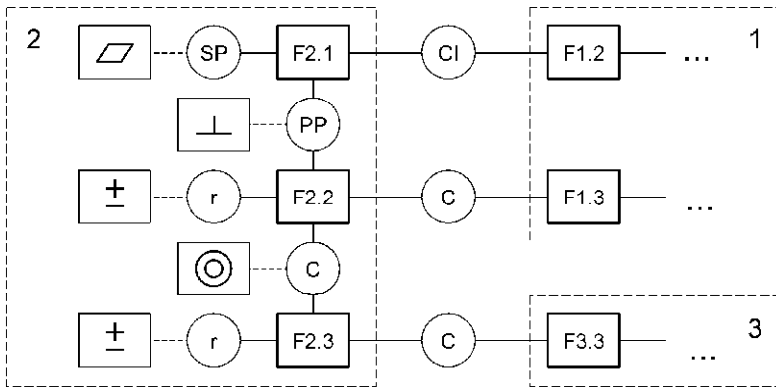 2 SP F2.1 CI F1.2 ... 1
PP
± r F2.2 C F1.3 ...
C
± r F2.3 C F3.3 ... 3